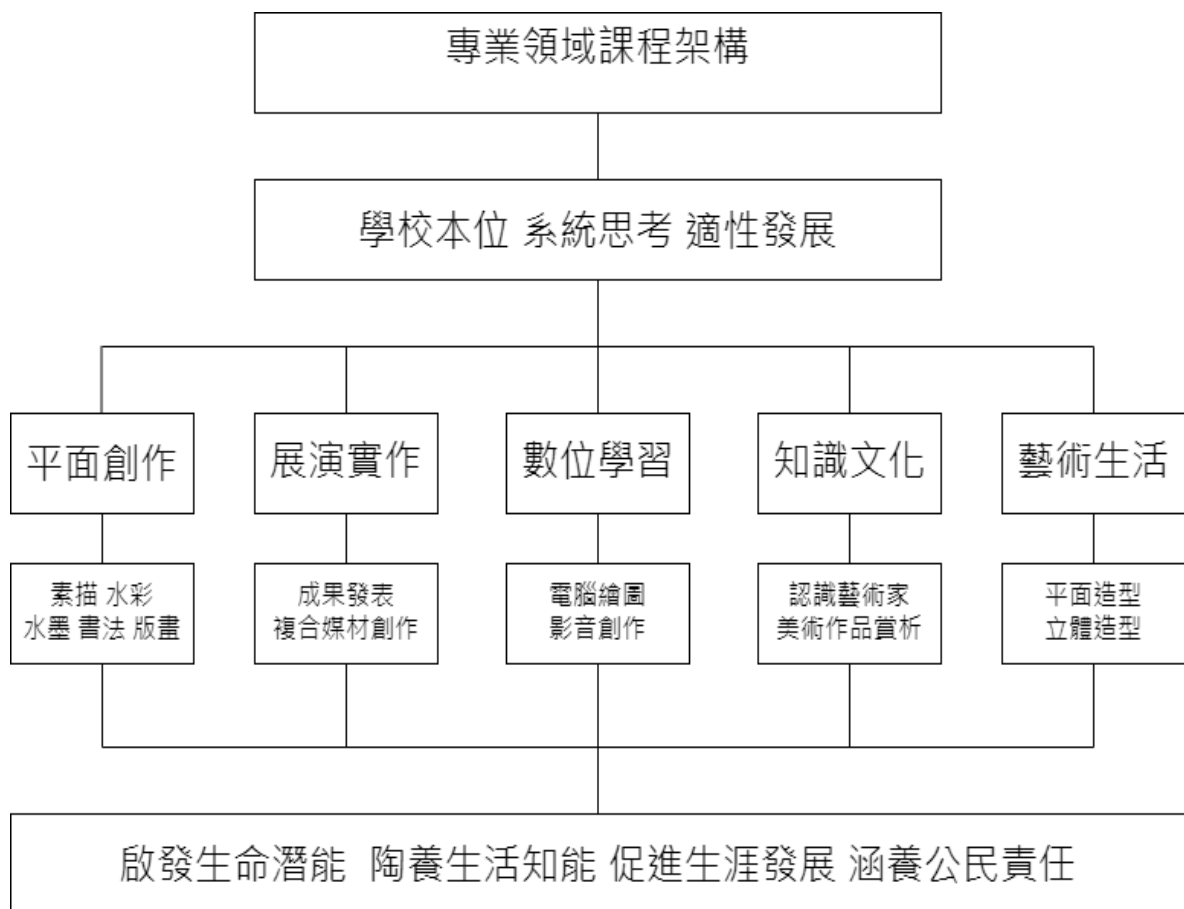 專業領域課程架構
學校本位 系統思考 適性發展
平面創作
展演實作
數位學習
知識文化
藝術生活
素描 水彩
水墨 書法 版畫
成果發表
複合媒材創作
電腦繪圖
影音創作
認識藝術家
美術作品賞析
平面造型
立體造型
啟發生命潛能 陶養生活知能 促進生涯發展 涵養公民責任